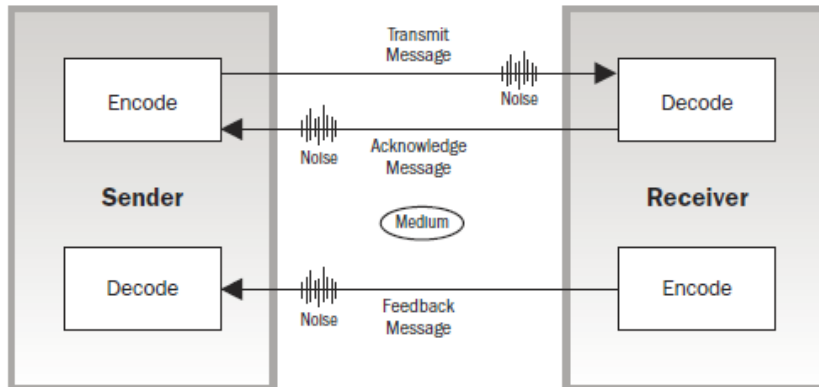 Transmit
Message
Noise
Encode
Decode
Noise
Acknowledge
Message
Sender
Receiver
Medium
Decode
Encode
Noise
Feedback
Message